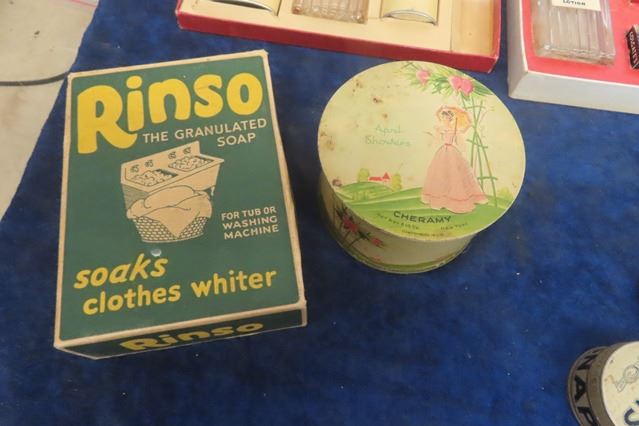 Rinso
THE GRANULATED
SOAP
FOR TUB OR
WASHING
MACHINE
soaks
clothes whiter
RINSO
April
Showers
CHERAMY
NEW YORK
LOTION